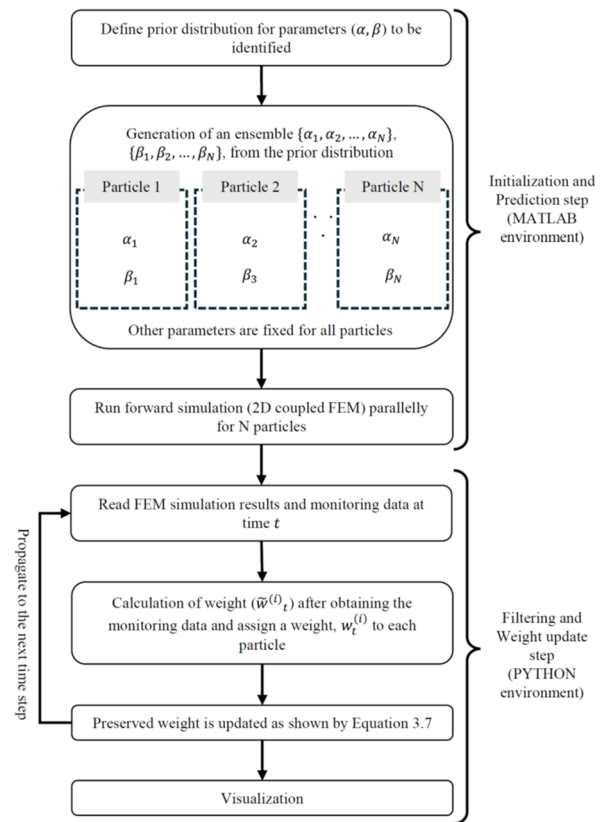 Define prior distribution for parameters (α, β) to be
identified
Generation of an ensemble {α₁, α₂, …, α_N},
{β₁, β₂, …, β_N}, from the prior distribution
Particle 1 Particle 2 Particle N
. . .
α₁ α₂ α_N
β₁ β₃ β_N
Other parameters are fixed for all particles
Run forward simulation (2D coupled FEM) parallelly
for N particles
Initialization and
Prediction step
(MATLAB
environment)
Read FEM simulation results and monitoring data at
time t
Calculation of weight (w̃⁽ⁱ⁾ₜ) after obtaining the
monitoring data and assign a weight, wₜ⁽ⁱ⁾ to each
particle
Preserved weight is updated as shown by Equation 3.7
Visualization
Propagate to the next time step
Filtering and
Weight update
step
(PYTHON
environment)